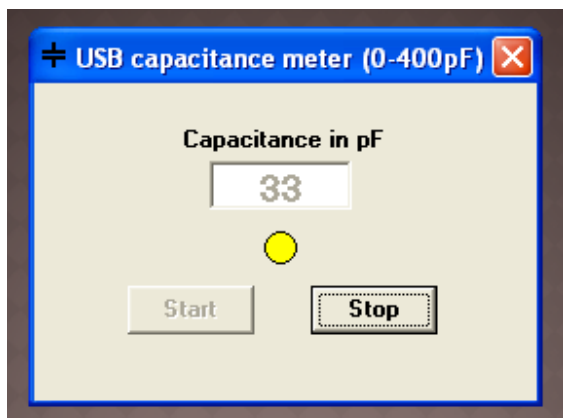 USB capacitance meter (0-400pF)
Capacitance in pF
33
Start
Stop